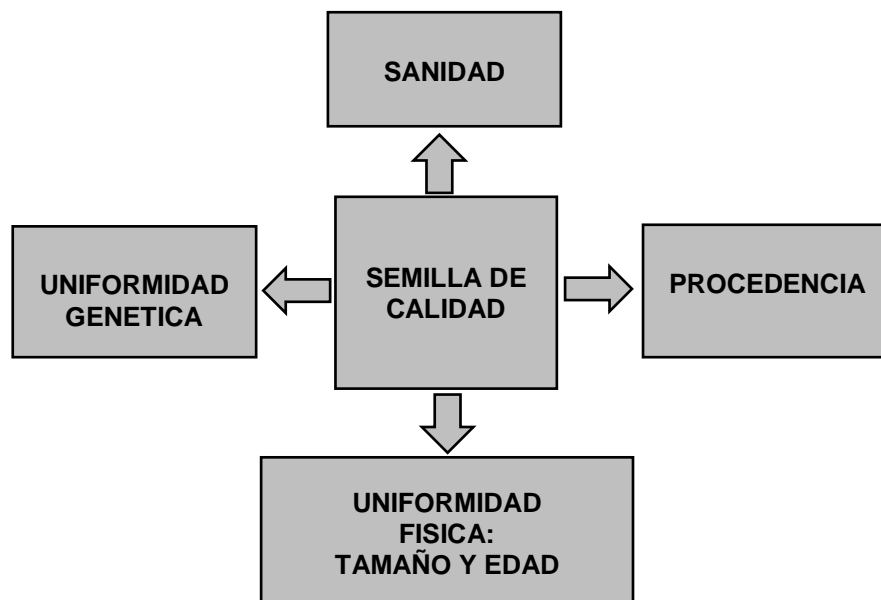 SANIDAD
UNIFORMIDAD
GENETICA
SEMILLA DE
CALIDAD
PROCEDENCIA
UNIFORMIDAD
FISICA:
TAMAÑO Y EDAD